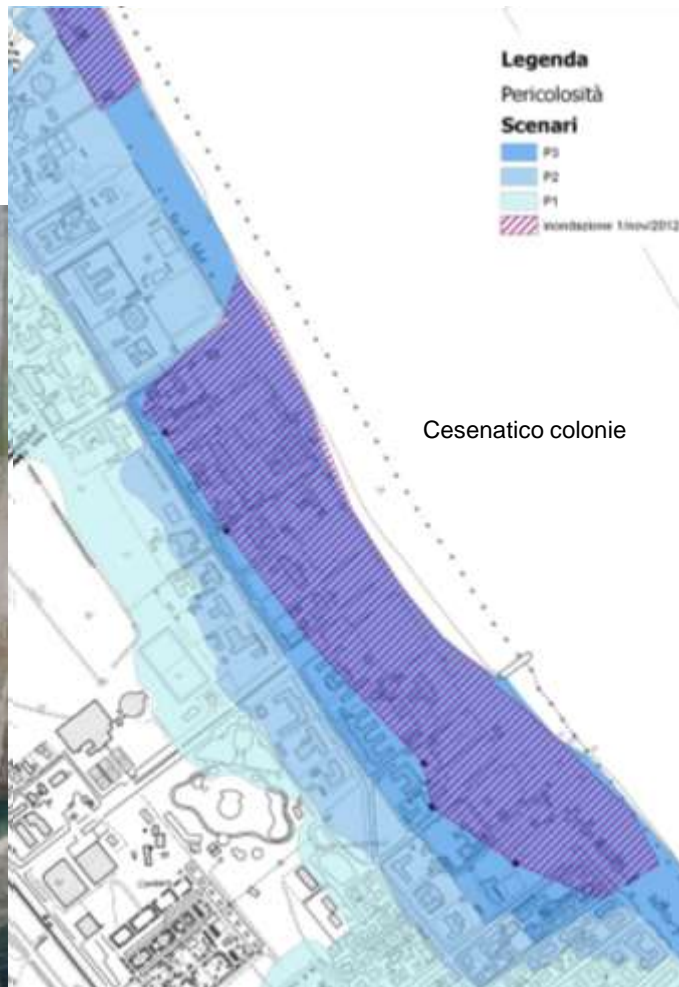 Legenda
Pericolosità
Scenari
P3
P2
P1
inondazione 1/nov/2012
Cesenatico colonie